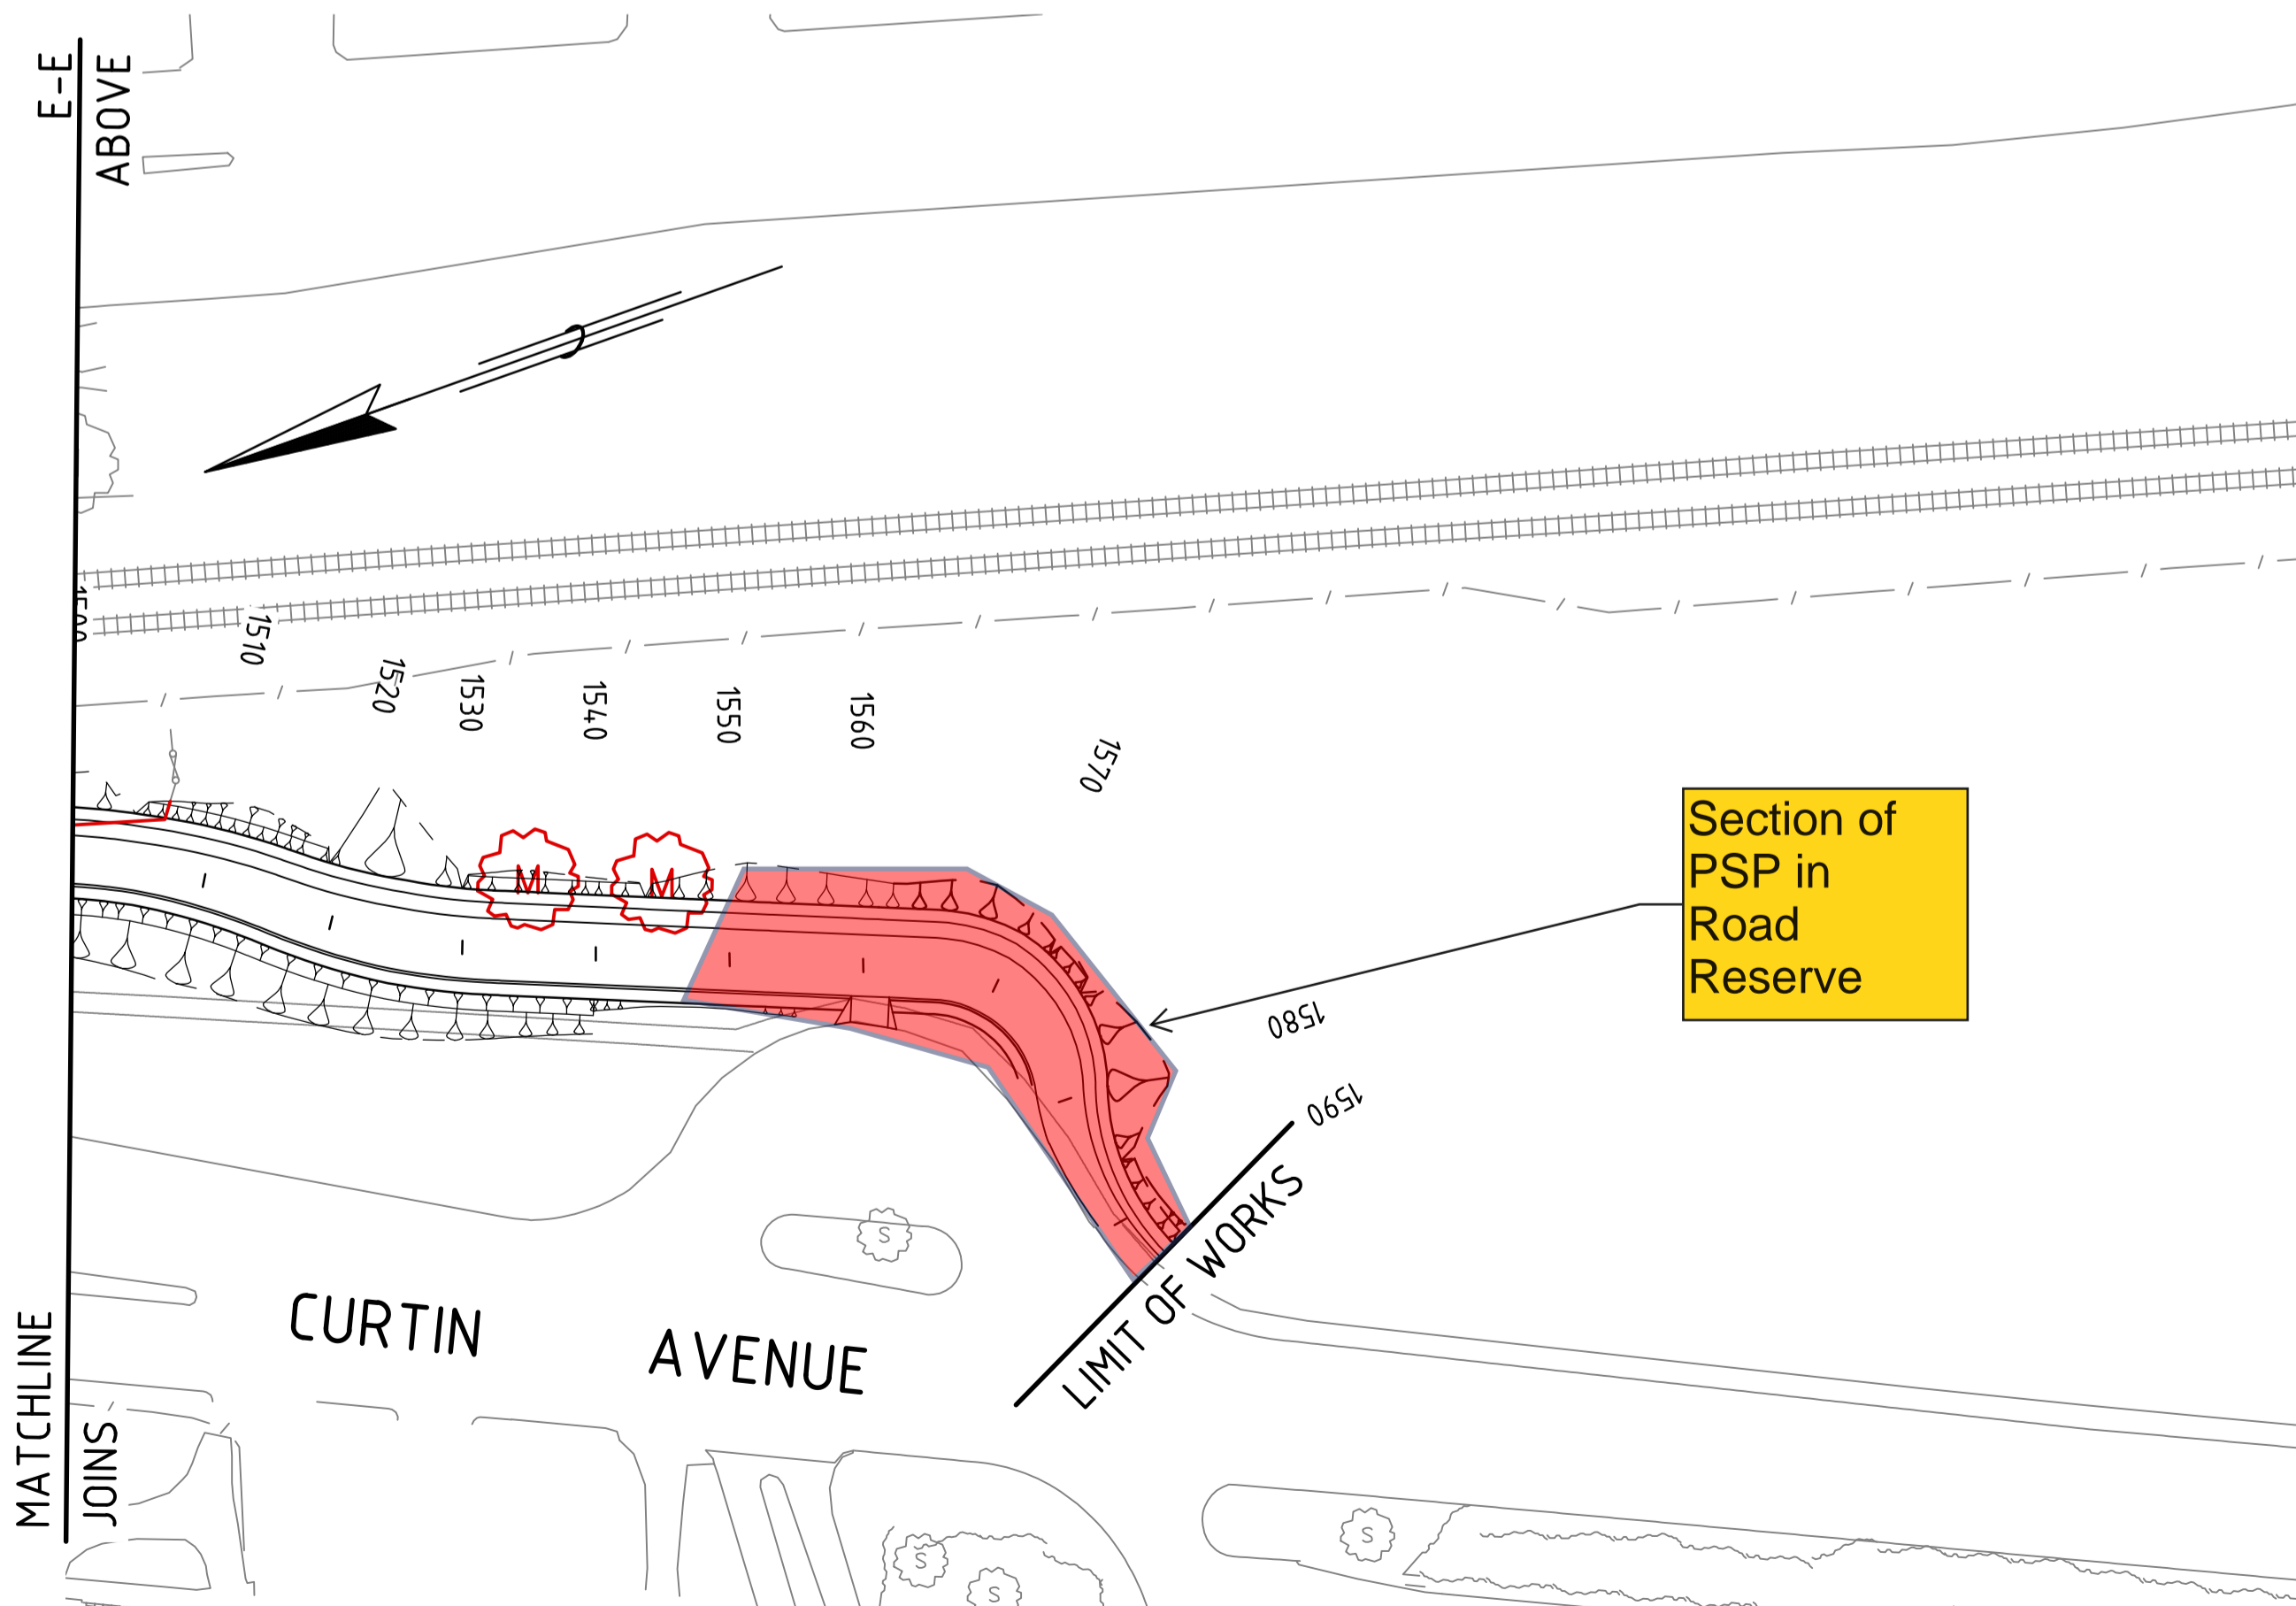 E-E
ABOVE
1500
1510
1520
1530
1540
1550
1560
1570
1580
1590
M
M
Section of
PSP in
Road
Reserve
LIMIT OF WORKS
CURTIN
AVENUE
MATCHLINE
JOINS
S
S
S
S